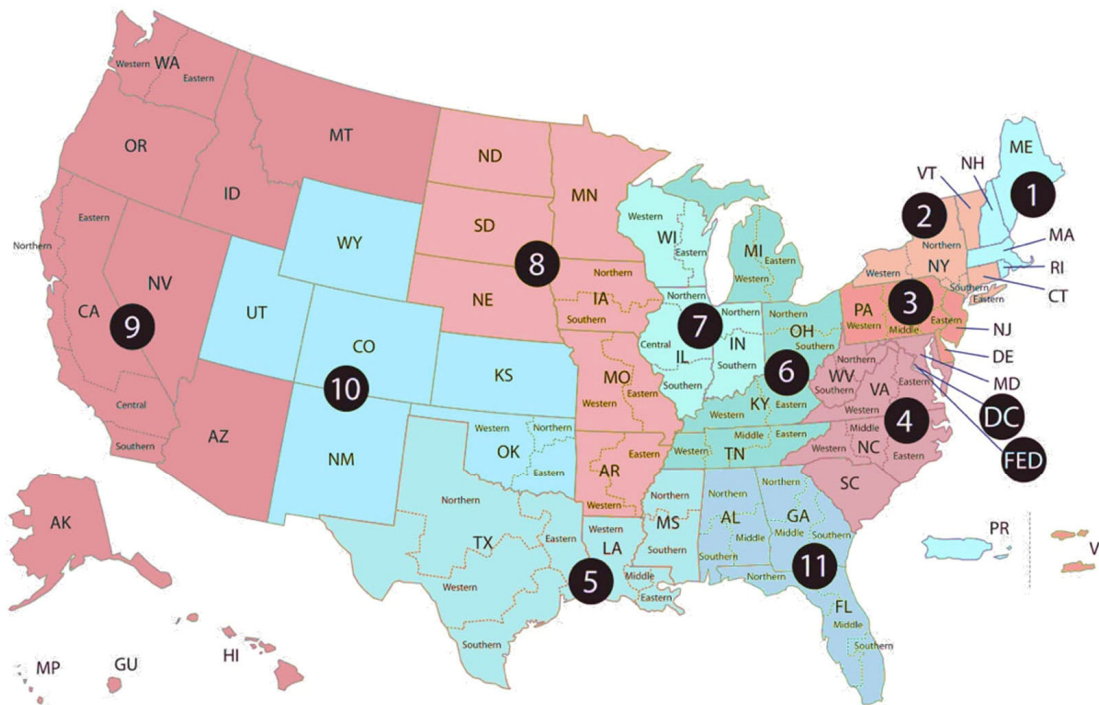 WA
Western
Eastern
OR
MT
ID
Eastern
Northern
NV
CA
9
Central
Southern
AZ
WY
UT
CO
10
KS
NM
Western
Northern
OK
Eastern
ND
SD
8
NE
MN
Northern
IA
Southern
MO
Eastern
Western
Eastern
AR
Western
Northern
TX
Eastern
Western
Southern
Western
LA
5
Middle
Eastern
Northern
MS
Southern
Western
WI
Eastern
Northern
7
Central
IL
Southern
Northern
IN
Southern
MI
Eastern
Western
Northern
OH
Southern
6
KY
Western
Eastern
Middle
Eastern
Western
TN
Northern
AL
Middle
Southern
Northern
GA
Middle
Southern
11
Northern
FL
Middle
Southern
ME
NH
VT
1
2
Northern
MA
Western
NY
RI
Southern
CT
Eastern
3
PA
Western
Middle
Eastern
NJ
DE
Northern
WV
Southern
VA
Eastern
Western
MD
DC
4
FED
Middle
Western
NC
Eastern
SC
PR
V
AK
HI
GU
MP